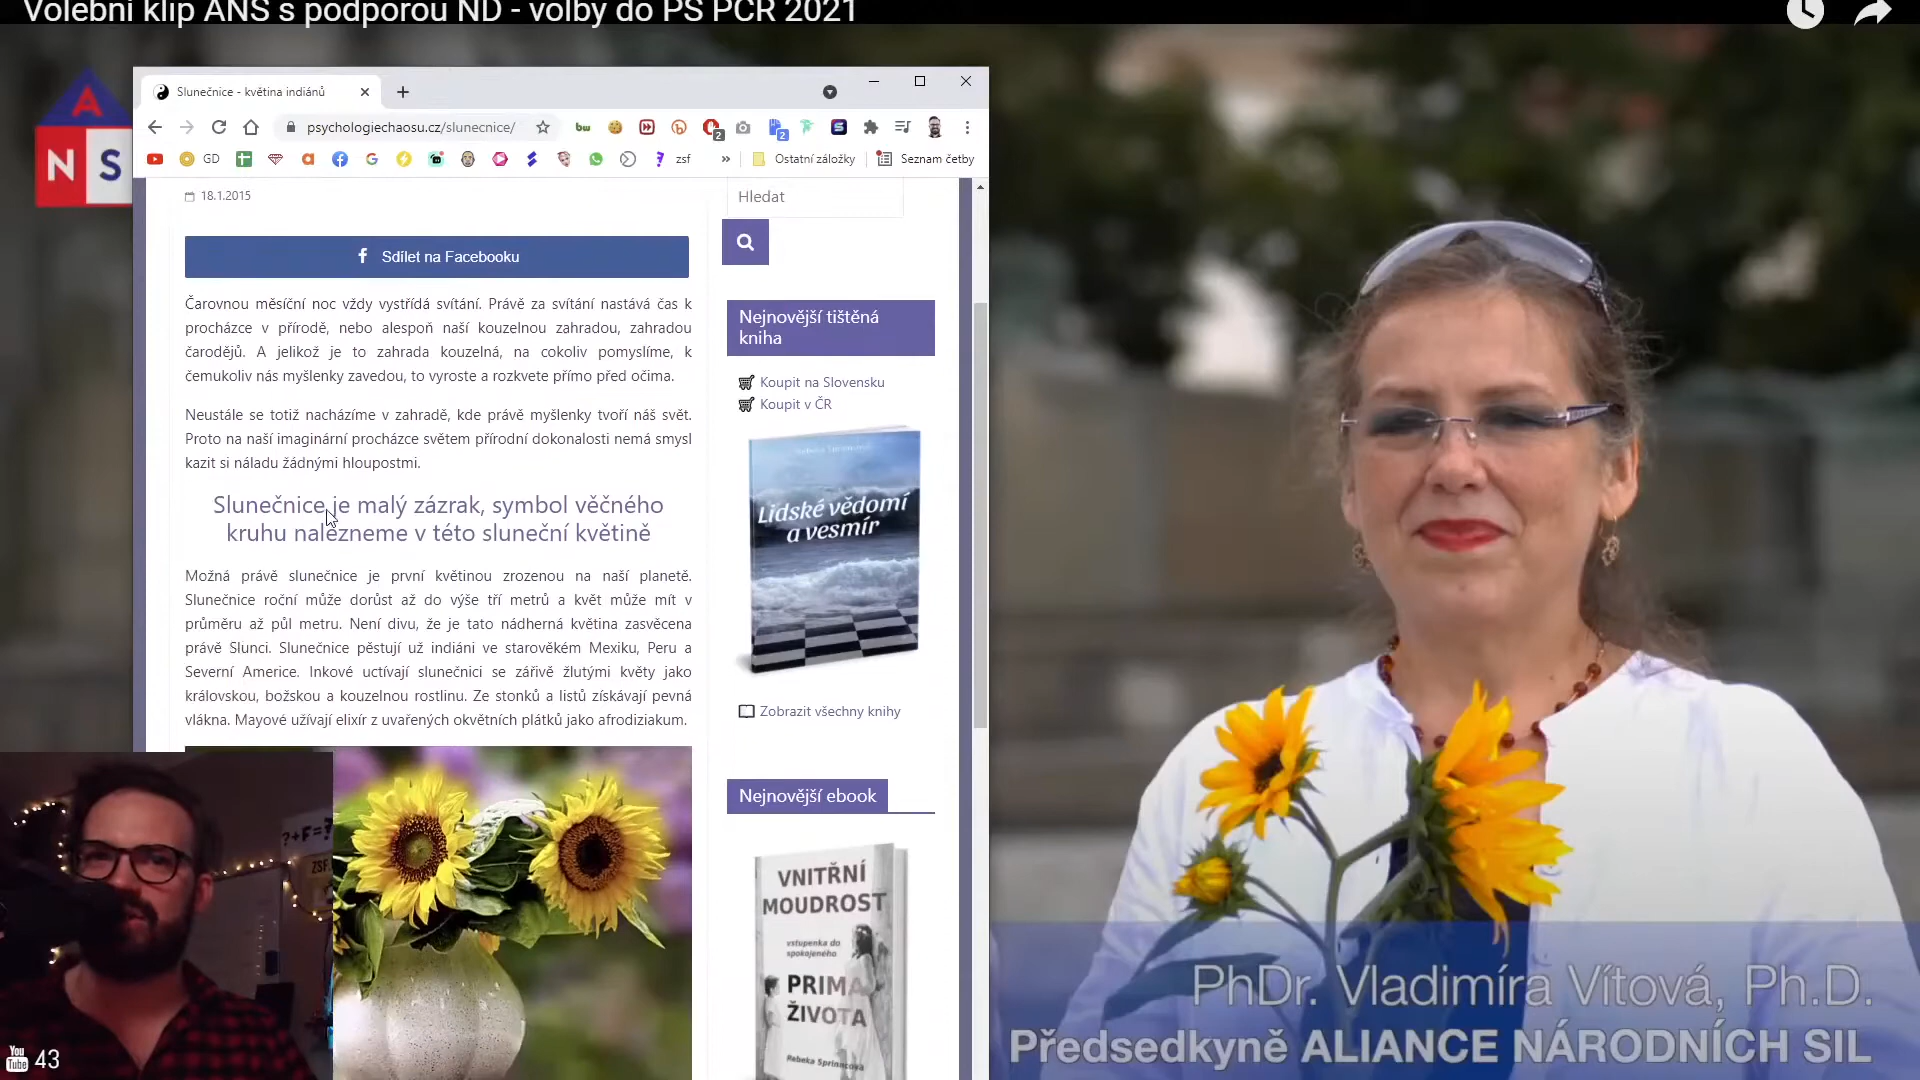 Volební klip ANS s podporou ND - volby do PS PČR 2021
A
N S
Slunečnice - květina indiánů
psychologiechaosu.cz/slunecnice/
2
2
GD
zsf
»
Ostatní záložky
Seznam četby
18.1.2015
Sdílet na Facebooku
Čarovnou měsíční noc vždy vystřídá svítání. Právě za svítání nastává čas k
procházce v přírodě, nebo alespoň naší kouzelnou zahradou, zahradou
čarodějů. A jelikož je to zahrada kouzelná, na cokoliv pomyslíme, k
čemukoliv nás myšlenky zavedou, to vyroste a rozkvete přímo před očima.
Neustále se totiž nacházíme v zahradě, kde právě myšlenky tvoří náš svět.
Proto na naší imaginární procházce světem přírodní dokonalosti nemá smysl
kazit si náladu žádnými hloupostmi.
Slunečnice je malý zázrak, symbol věčného
kruhu nalezneme v této sluneční květině
Možná právě slunečnice je první květinou zrozenou na naší planetě.
Slunečnice roční může dorůst až do výše tří metrů a květ může mít v
průměru až půl metru. Není divu, že je tato nádherná květina zasvěcena
právě Slunci. Slunečnice pěstují už indiáni ve starověkém Mexiku, Peru a
Severní Americe. Inkové uctívají slunečnici se zářivě žlutými květy jako
královskou, božskou a kouzelnou rostlinu. Ze stonků a listů získávají pevná
vlákna. Mayové užívají elixír z uvařených okvětních plátků jako afrodiziakum.
Hledat
Nejnovější tištěná
kniha
Koupit na Slovensku
Koupit v ČR
Lidské vědomí
a vesmír
Zobrazit všechny knihy
Nejnovější ebook
VNITŘNÍ
MOUDROST
vstupenka do
spokojeného
PRIMA
ŽIVOTA
?+F=?
ZSF
You
Tube 43
PhDr. Vladimíra Vítová, Ph.D.
Předsedkyně ALIANCE NÁRODNÍCH SIL